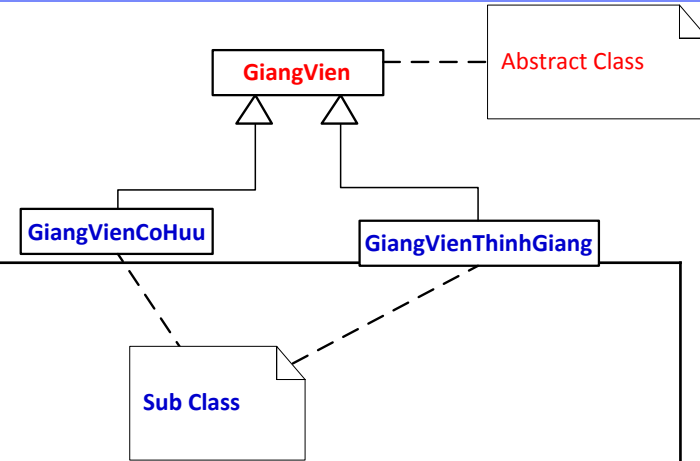 GiangVien
Abstract Class
GiangVienCoHuu
GiangVienThinhGiang
Sub Class